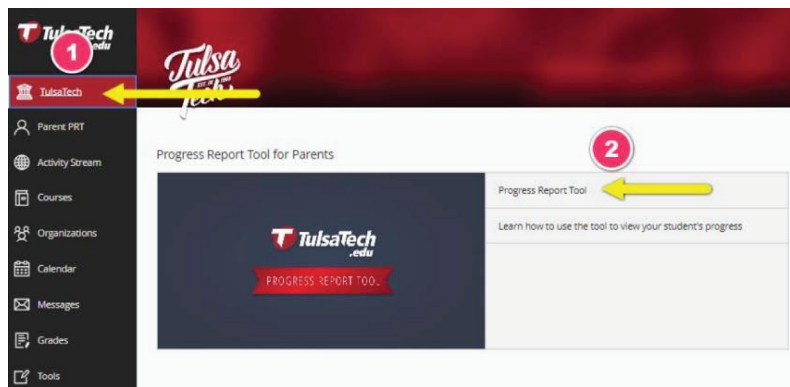 TulsaTech
.edu
1
TulsaTech
Parent PRT
Activity Stream
Courses
Organizations
Calendar
Messages
Grades
Tools
Tulsa
Tech
Progress Report Tool for Parents
TulsaTech
.edu
PROGRESS REPORT TOOL
2
Progress Report Tool
Learn how to use the tool to view your student's progress